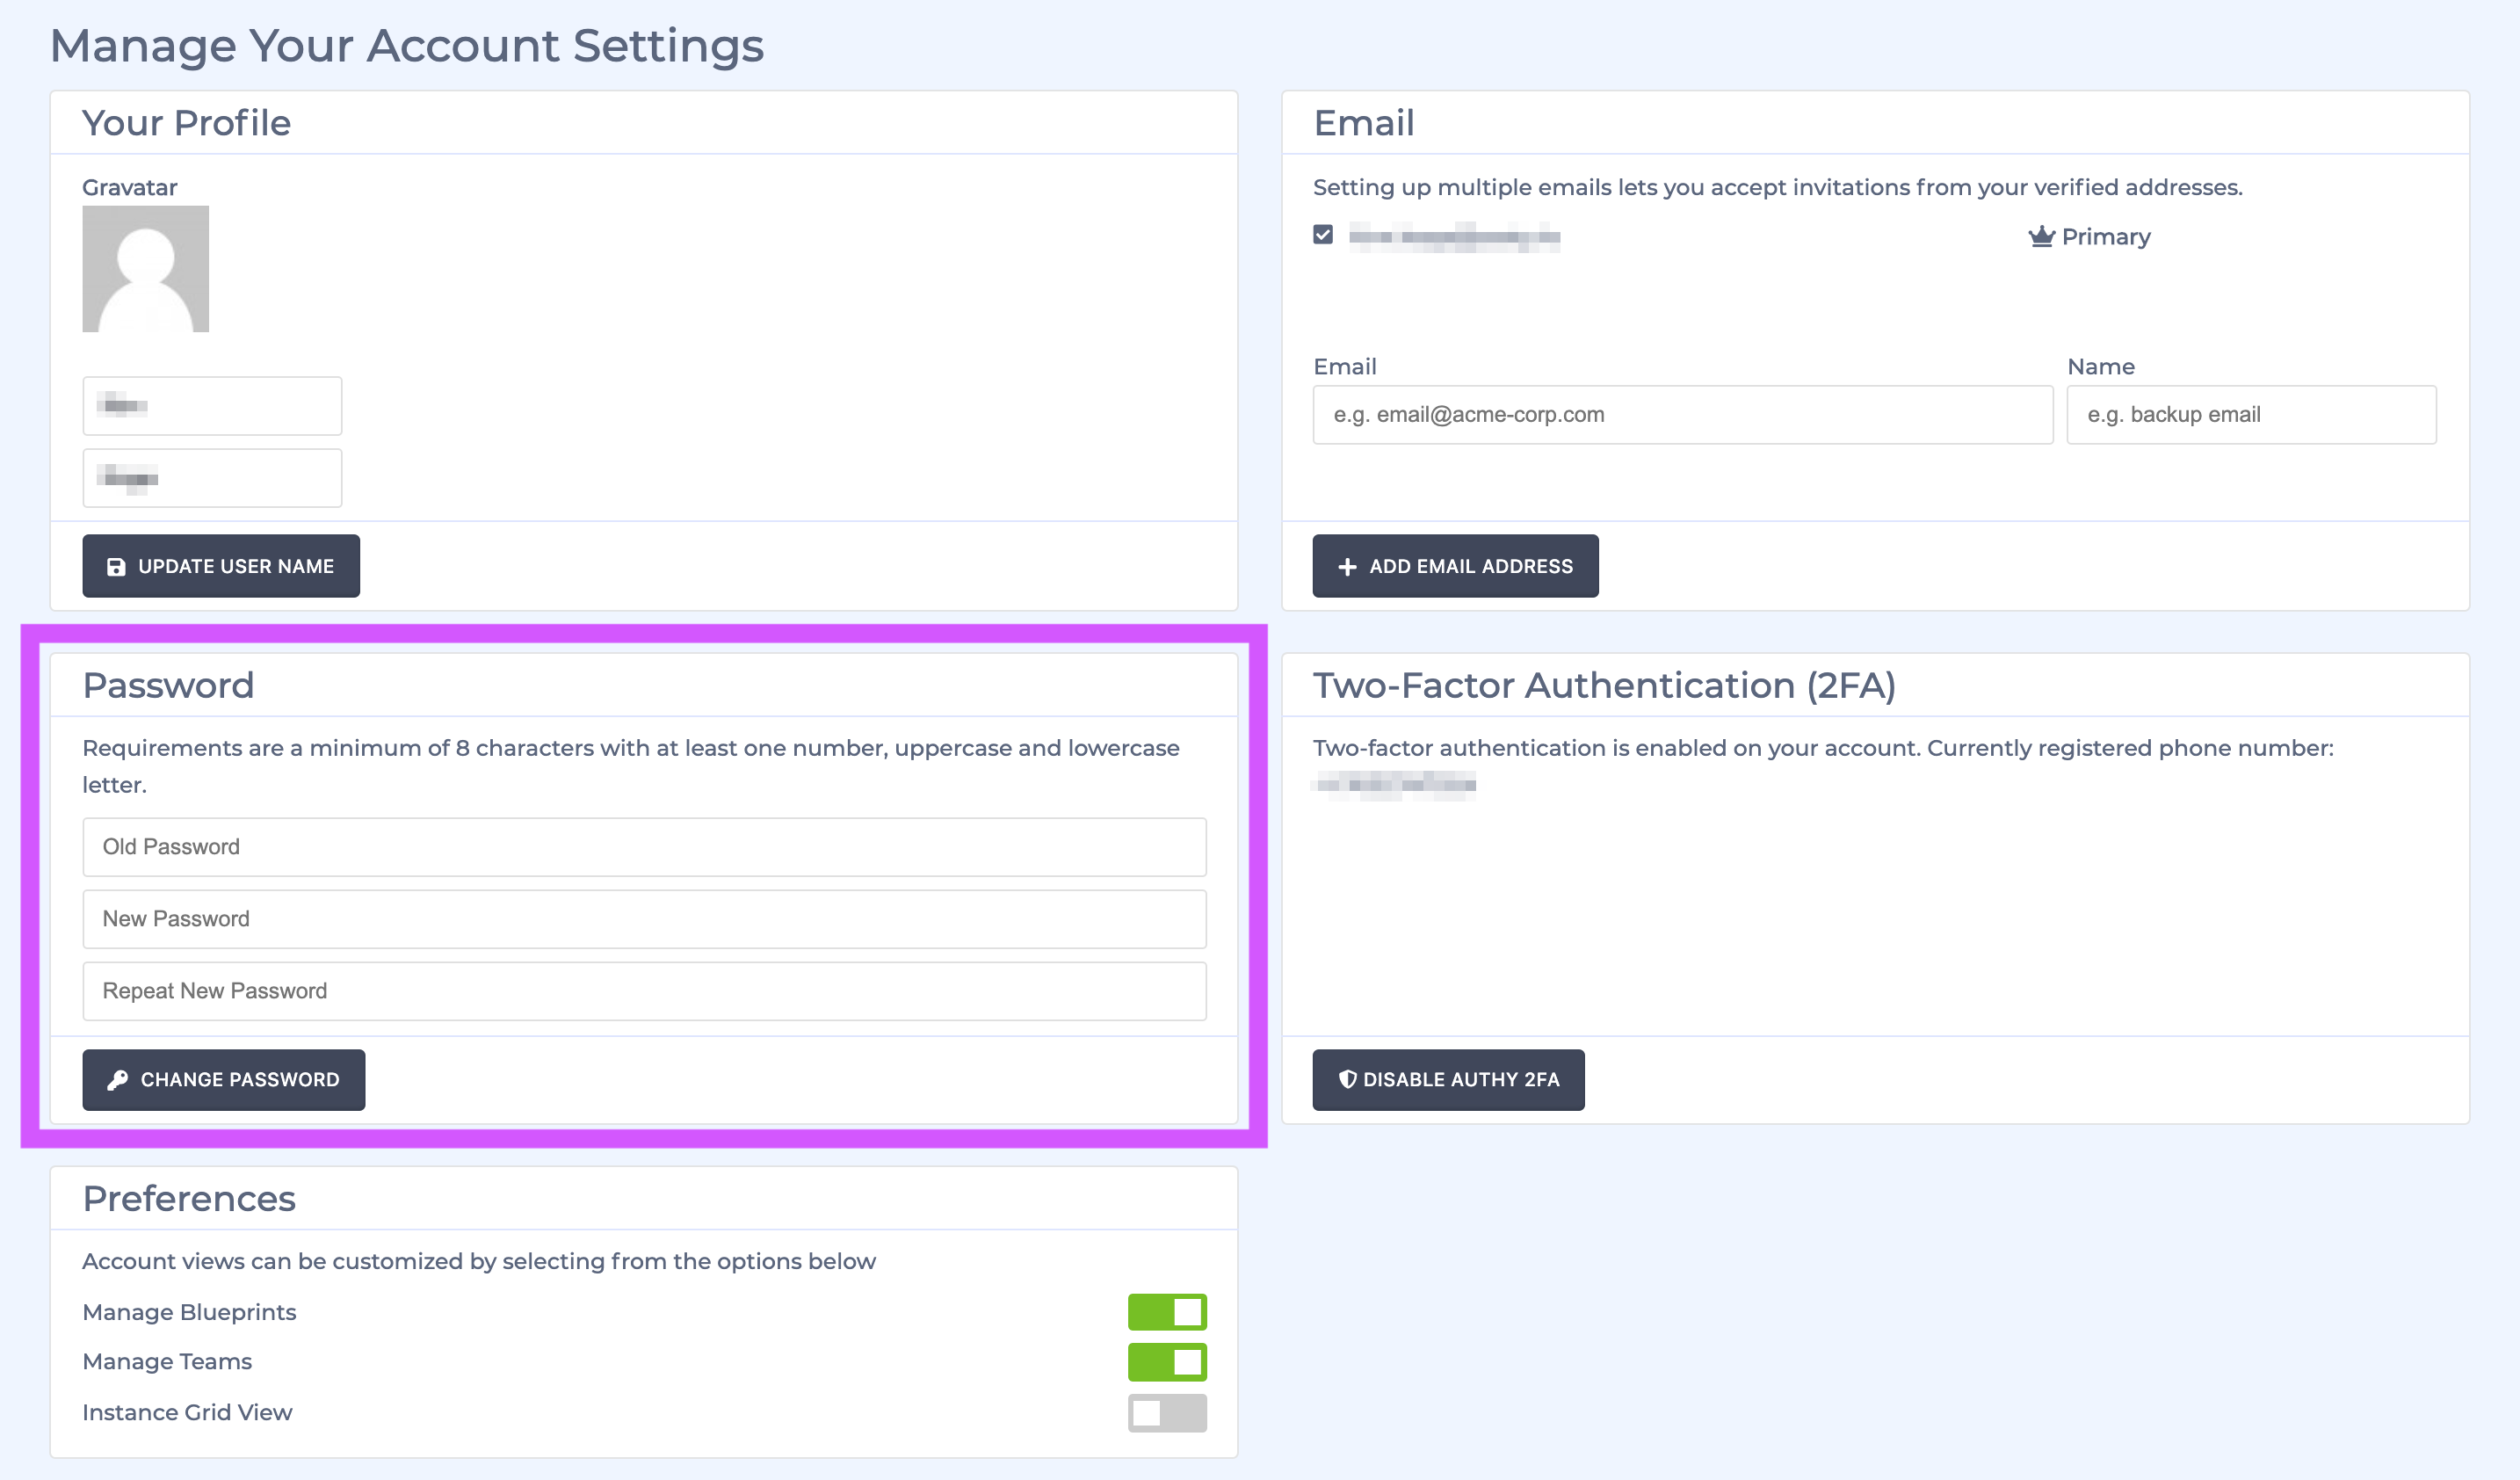 Manage Your Account Settings
Your Profile
Gravatar
UPDATE USER NAME
Email
Setting up multiple emails lets you accept invitations from your verified addresses.
Primary
Email
Name
e.g. email@acme-corp.com
e.g. backup email
ADD EMAIL ADDRESS
Password
Requirements are a minimum of 8 characters with at least one number, uppercase and lowercase
letter.
Old Password
New Password
Repeat New Password
CHANGE PASSWORD
Two-Factor Authentication (2FA)
Two-factor authentication is enabled on your account. Currently registered phone number:
DISABLE AUTHY 2FA
Preferences
Account views can be customized by selecting from the options below
Manage Blueprints
Manage Teams
Instance Grid View